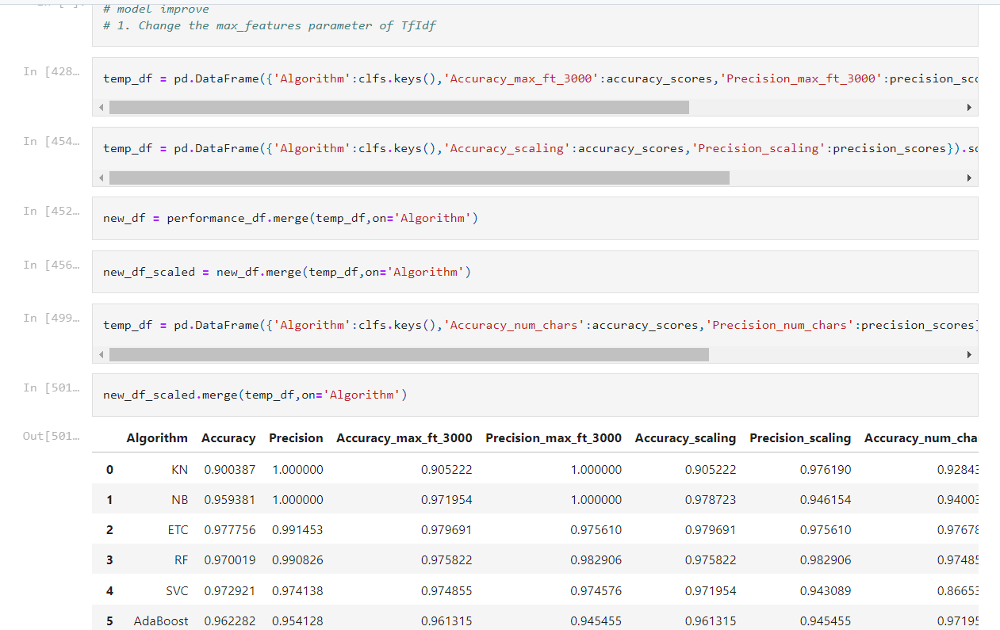 # model improve
# 1. Change the max_features parameter of TfIdf
In [428…
temp_df = pd.DataFrame({'Algorithm':clfs.keys(),'Accuracy_max_ft_3000':accuracy_scores,'Precision_max_ft_3000':precision_sco
In [454…
temp_df = pd.DataFrame({'Algorithm':clfs.keys(),'Accuracy_scaling':accuracy_scores,'Precision_scaling':precision_scores}).so
In [452…
new_df = performance_df.merge(temp_df,on='Algorithm')
In [456…
new_df_scaled = new_df.merge(temp_df,on='Algorithm')
In [499…
temp_df = pd.DataFrame({'Algorithm':clfs.keys(),'Accuracy_num_chars':accuracy_scores,'Precision_num_chars':precision_scores}
In [501…
new_df_scaled.merge(temp_df,on='Algorithm')
Out[501…
Algorithm Accuracy Precision Accuracy_max_ft_3000 Precision_max_ft_3000 Accuracy_scaling Precision_scaling Accuracy_num_cha
0 KN 0.900387 1.000000 0.905222 1.000000 0.905222 0.976190 0.92843
1 NB 0.959381 1.000000 0.971954 1.000000 0.978723 0.946154 0.94003
2 ETC 0.977756 0.991453 0.979691 0.975610 0.979691 0.975610 0.97678
3 RF 0.970019 0.990826 0.975822 0.982906 0.975822 0.982906 0.97485
4 SVC 0.972921 0.974138 0.974855 0.974576 0.971954 0.943089 0.86653
5 AdaBoost 0.962282 0.954128 0.961315 0.945455 0.961315 0.945455 0.97195